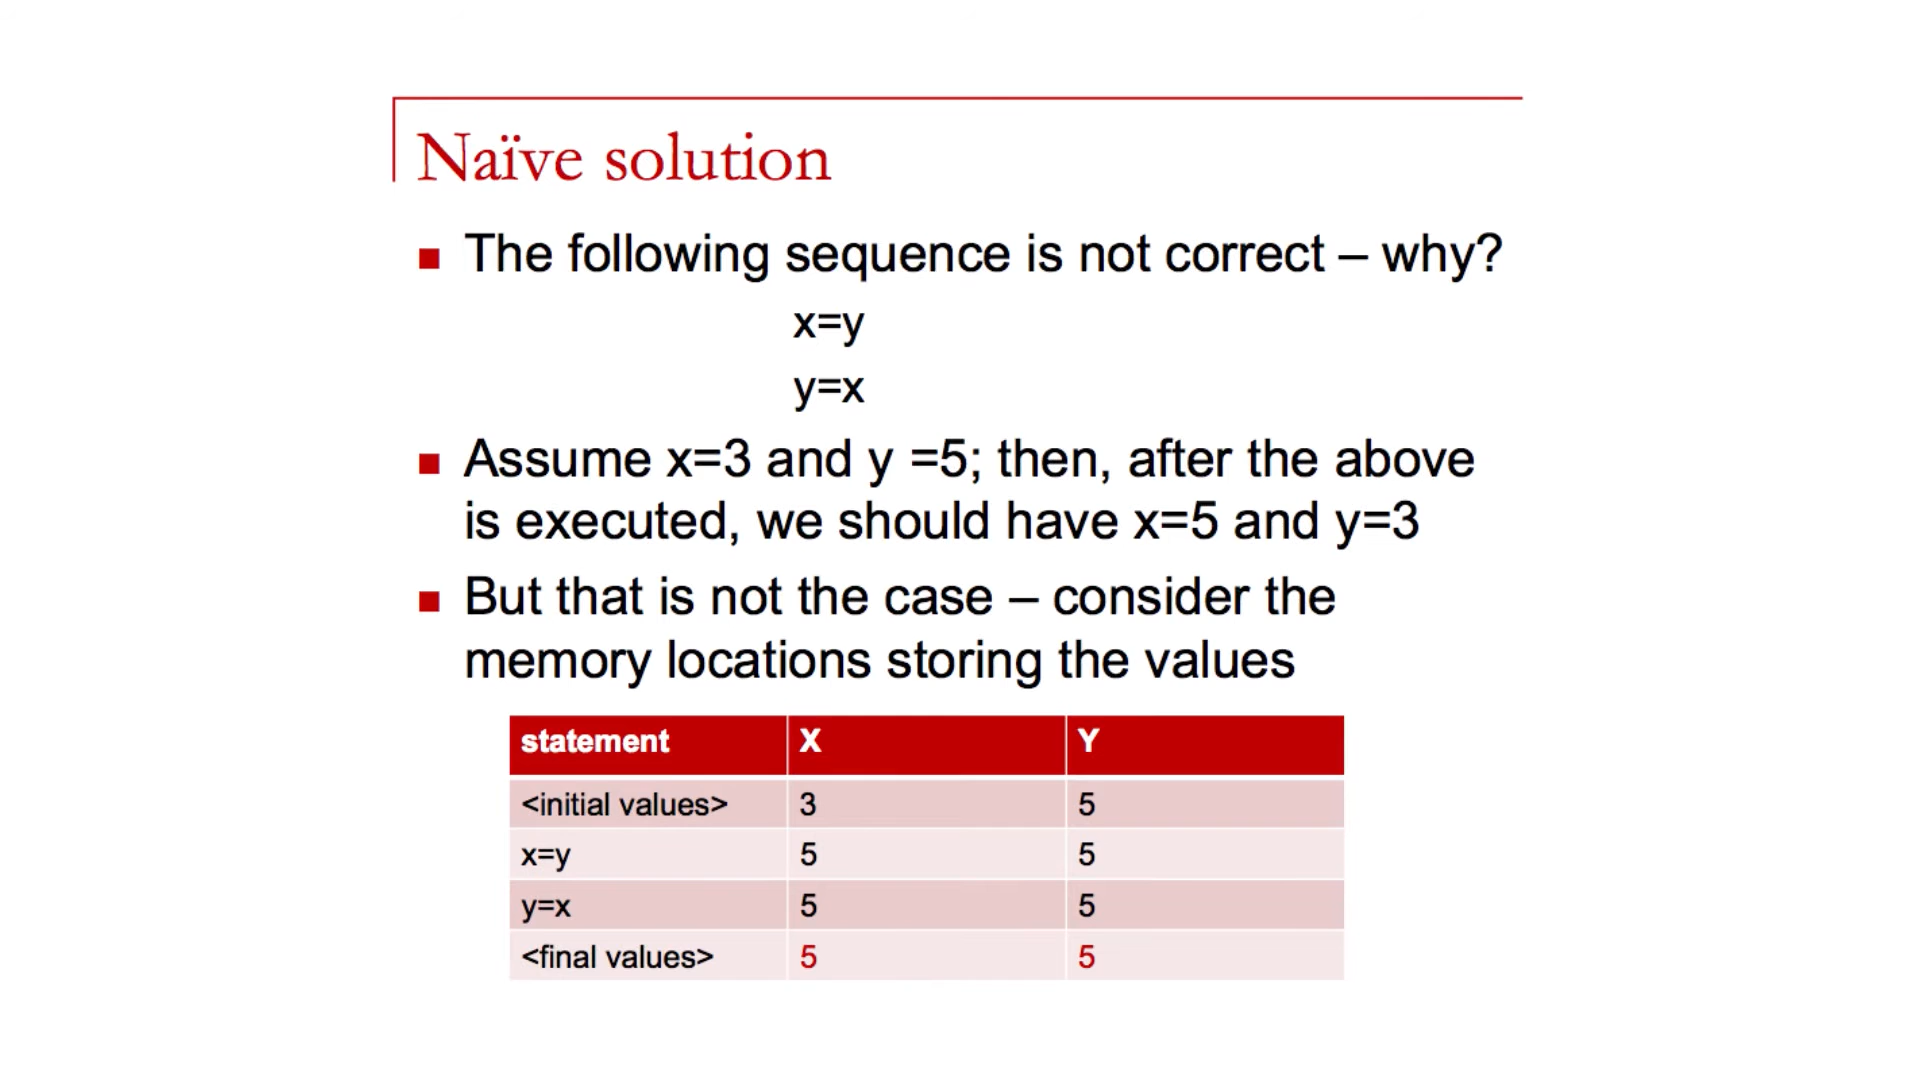 Naïve solution
The following sequence is not correct – why?
x=y
y=x
Assume x=3 and y =5; then, after the above
is executed, we should have x=5 and y=3
But that is not the case – consider the
memory locations storing the values
statement X Y
<initial values> 3 5
x=y 5 5
y=x 5 5
<final values> 5 5